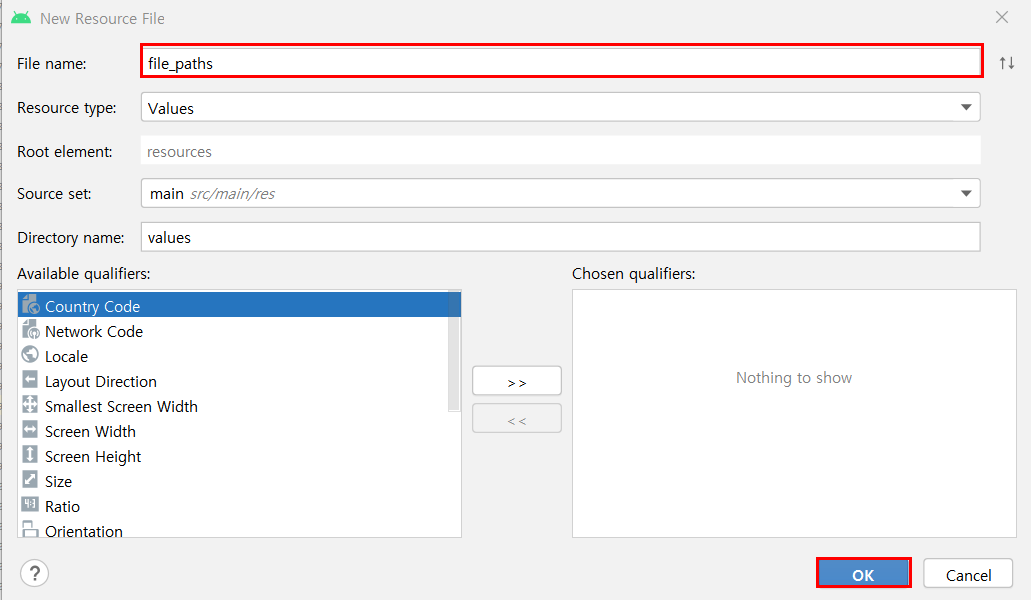 New Resource File
File name: file_paths
Resource type: Values
Root element: resources
Source set: main src/main/res
Directory name: values
Available qualifiers:
Country Code
Network Code
Locale
Layout Direction
Smallest Screen Width
Screen Width
Screen Height
Size
Ratio
Orientation
>>
<<
Chosen qualifiers:
Nothing to show
?
OK
Cancel